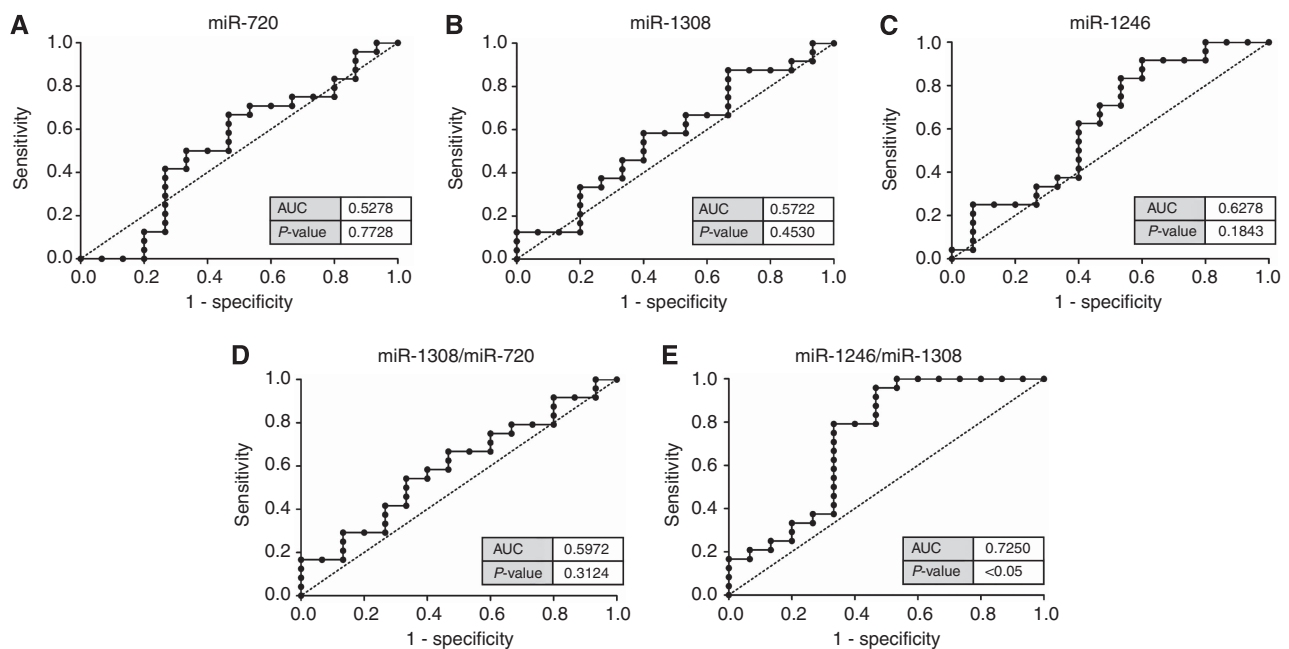 A
miR-720
1.0
0.8
0.6
0.4
0.2
0.0
Sensitivity
AUC 0.5278
P-value 0.7728
0.0 0.2 0.4 0.6 0.8 1.0
1 - specificity
B
miR-1308
1.0
0.8
0.6
0.4
0.2
0.0
Sensitivity
AUC 0.5722
P-value 0.4530
0.0 0.2 0.4 0.6 0.8 1.0
1 - specificity
C
miR-1246
1.0
0.8
0.6
0.4
0.2
0.0
Sensitivity
AUC 0.6278
P-value 0.1843
0.0 0.2 0.4 0.6 0.8 1.0
1 - specificity
D
miR-1308/miR-720
1.0
0.8
0.6
0.4
0.2
0.0
Sensitivity
AUC 0.5972
P-value 0.3124
0.0 0.2 0.4 0.6 0.8 1.0
1 - specificity
E
miR-1246/miR-1308
1.0
0.8
0.6
0.4
0.2
0.0
Sensitivity
AUC 0.7250
P-value <0.05
0.0 0.2 0.4 0.6 0.8 1.0
1 - specificity